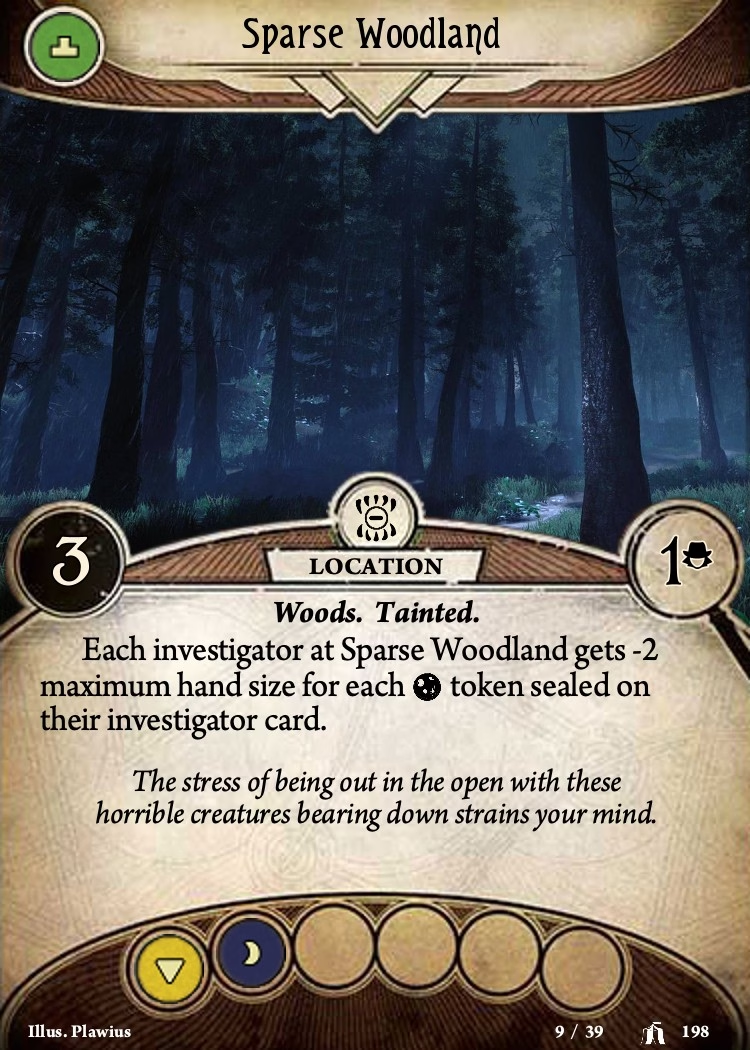 Sparse Woodland
3
1
LOCATION
Woods. Tainted.
Each investigator at Sparse Woodland gets -2
maximum hand size for each token sealed on
their investigator card.
The stress of being out in the open with these
horrible creatures bearing down strains your mind.
Illus. Plawius
9 / 39
198